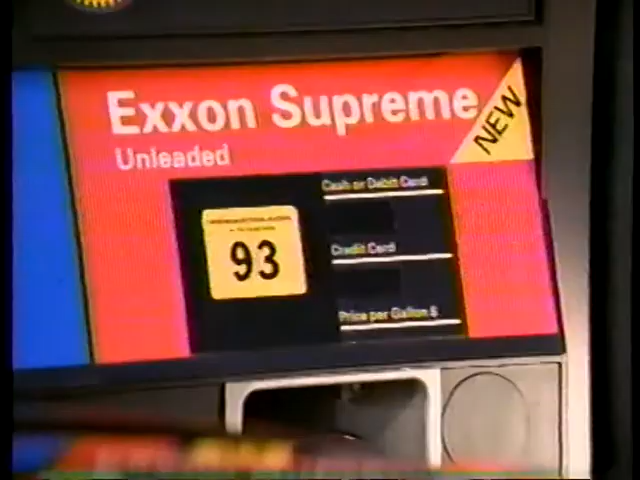 Exxon Supreme
NEW
Unleaded
Cash or Debit Card
93
Credit Card
Price per Gallon $